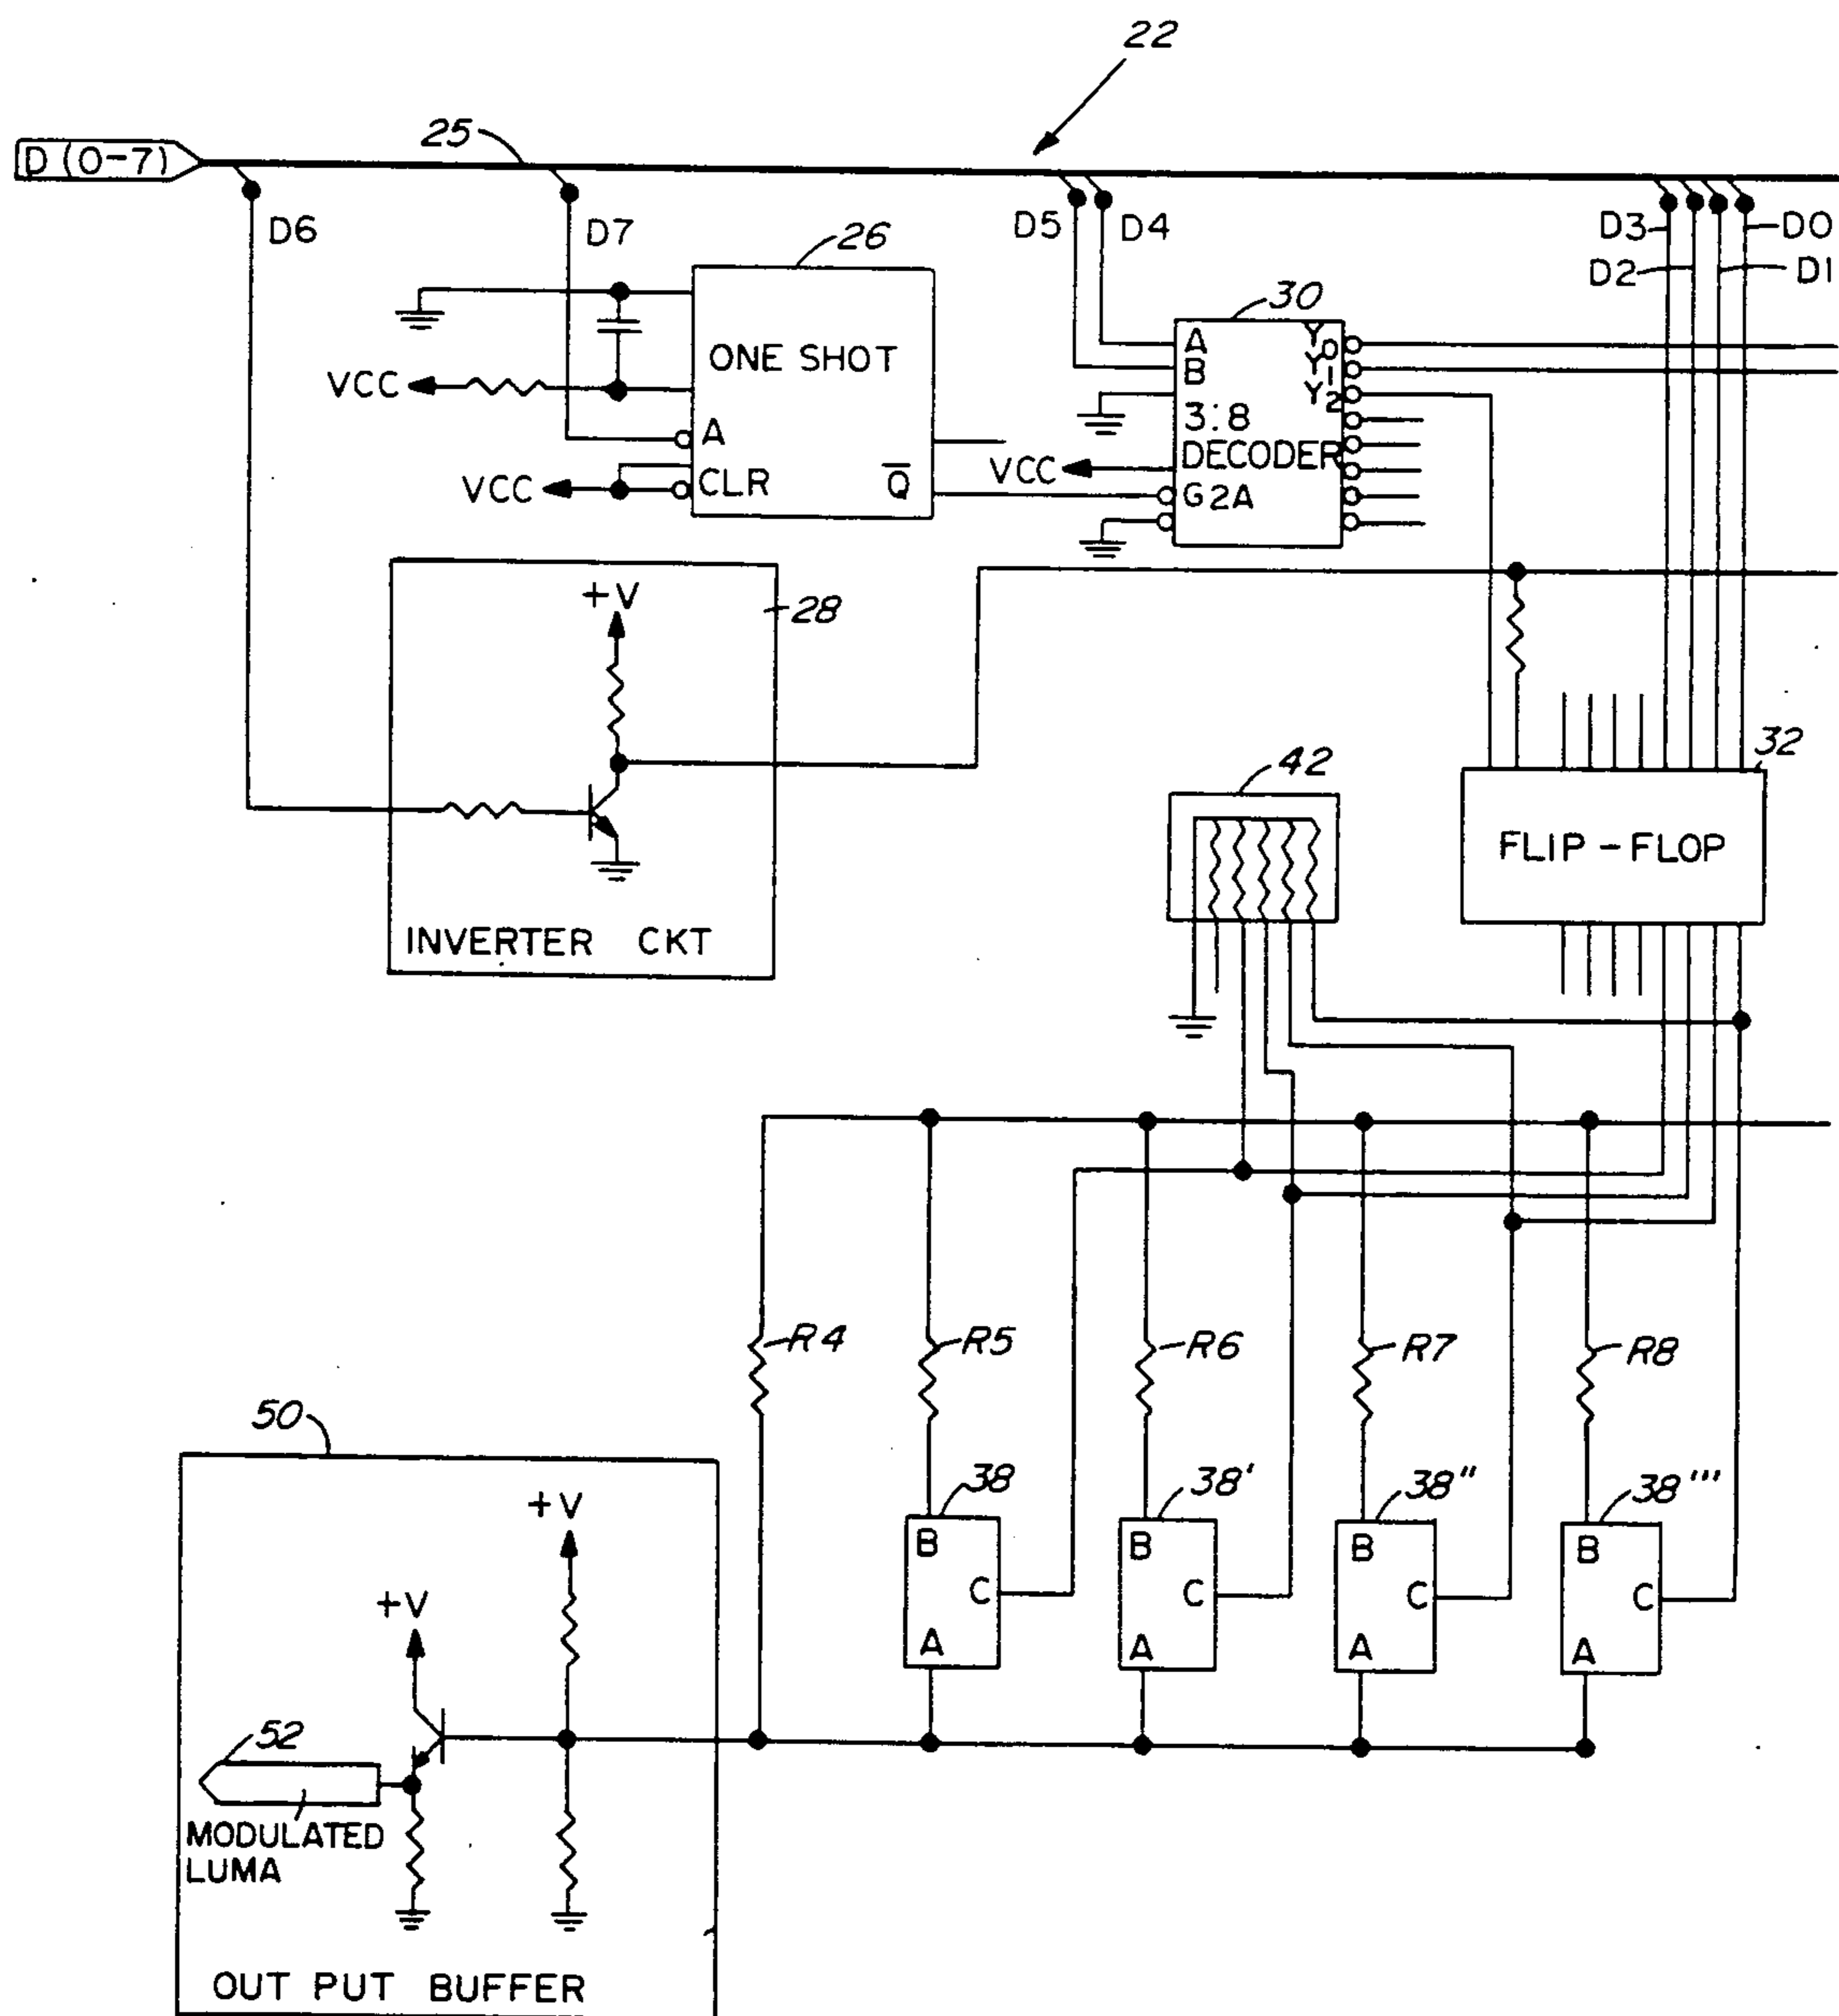 22
D (0-7)
25
D6
D7
D5
D4
D3
D0
D2
D1
26
30
ONE SHOT
VCC
A
VCC
CLR
Q̅
A
B
3:8
DECODER
VCC
G2A
Y0
Y1
Y2
+V
28
INVERTER CKT
42
32
FLIP-FLOP
R4
R5
R6
R7
R8
50
38
38'
38"
38'''
B
C
A
B
C
A
B
C
A
B
C
A
+V
+V
52
MODULATED
LUMA
OUT PUT BUFFER